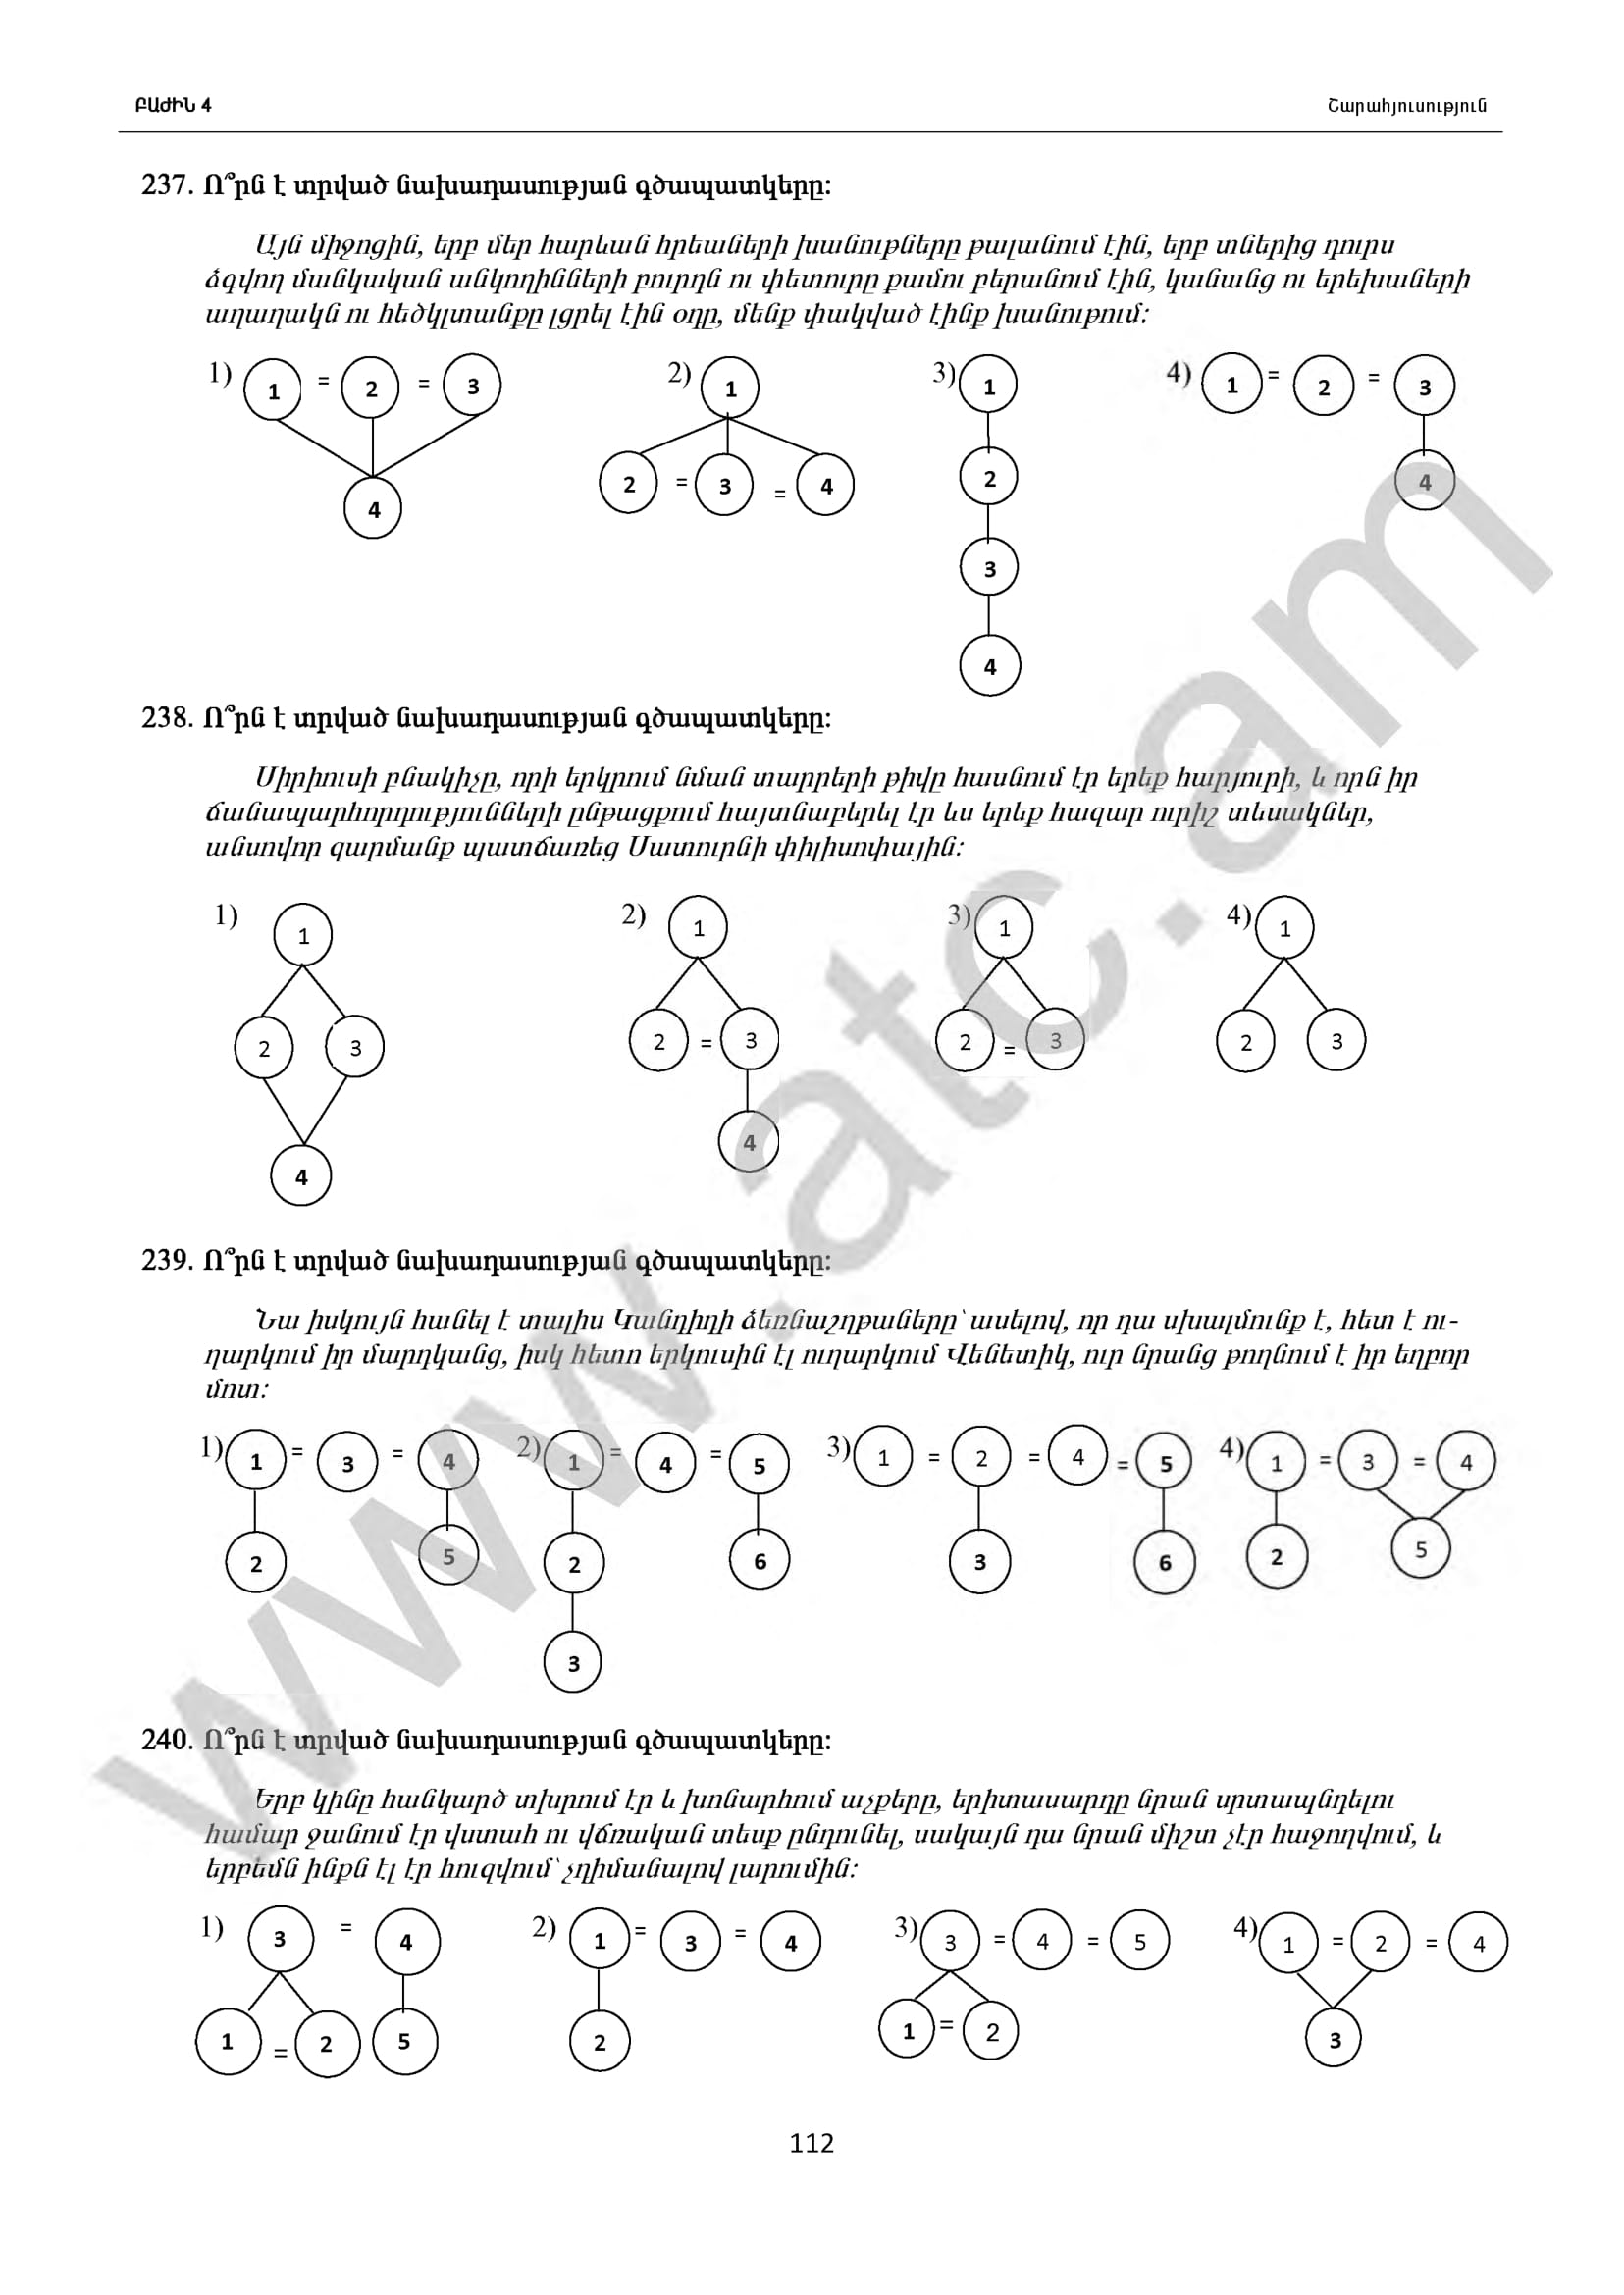 ԲԱԺԻՆ 4
Շարահյուսություն
237. Ո՞րն է տրված նախադասության գծապատկերը:
Այն միջոցին, երբ մեր հարևան հրեաների խանութները թալանում էին, երբ տներից դուրս
ձգվող մանկական անկողինների բուրդն ու փետուրը քամու բերանում էին, կանանց ու երեխաների
աղաղակն ու հեծկլտանքը լցրել էին օդը, մենք փակված էինք խանութում:
1) 1 = 2 = 3 4
2) 1 2 = 3 = 4
3) 1 2 3 4
4) 1 = 2 = 3 4
238. Ո՞րն է տրված նախադասության գծապատկերը:
Սիրիուսի բնակիչը, որի երկրում նման տարրերի թիվը հասնում էր երեք հարյուրի, և որն իր
ճանապարհորդությունների ընթացքում հայտնաբերել էր ևս երեք հազար ուրիշ տեսակներ,
անսովոր զարմանք պատճառեց Սատուրնի փիլիսոփային:
1) 1 2 3 4
2) 1 2 = 3 4
3) 1 2 = 3
4) 1 2 3
239. Ո՞րն է տրված նախադասության գծապատկերը:
Նա իսկույն հանել է տալիս Կանդիդի ձեռնաշղթաները՝ ասելով, որ դա սխալմունք է, հետ է ու-
ղարկում իր մարդկանց, իսկ հետո երկուսին էլ ուղարկում Վենետիկ, ուր նրանց թողնում է իր եղբոր
մոտ:
1) 1 = 3 = 4 2 5
2) 1 = 4 = 5 2 6 3
3) 1 = 2 = 4 = 5 3 6
4) 1 = 3 = 4 2 5
240. Ո՞րն է տրված նախադասության գծապատկերը:
Երբ կինը հանկարծ տխրում էր և խոնարհում աչքերը, երիտասարդը նրան սրտապնդելու
համար ջանում էր վստահ ու վճռական տեսք ընդունել, սակայն դա նրան միշտ չէր հաջողվում, և
երբեմն ինքն էլ էր հուզվում՝ չդիմանալով լարումին:
1) 3 = 4 1 = 2 5
2) 1 = 3 = 4 2
3) 3 = 4 = 5 1 = 2
4) 1 = 2 = 4 3
112
www.atc.am